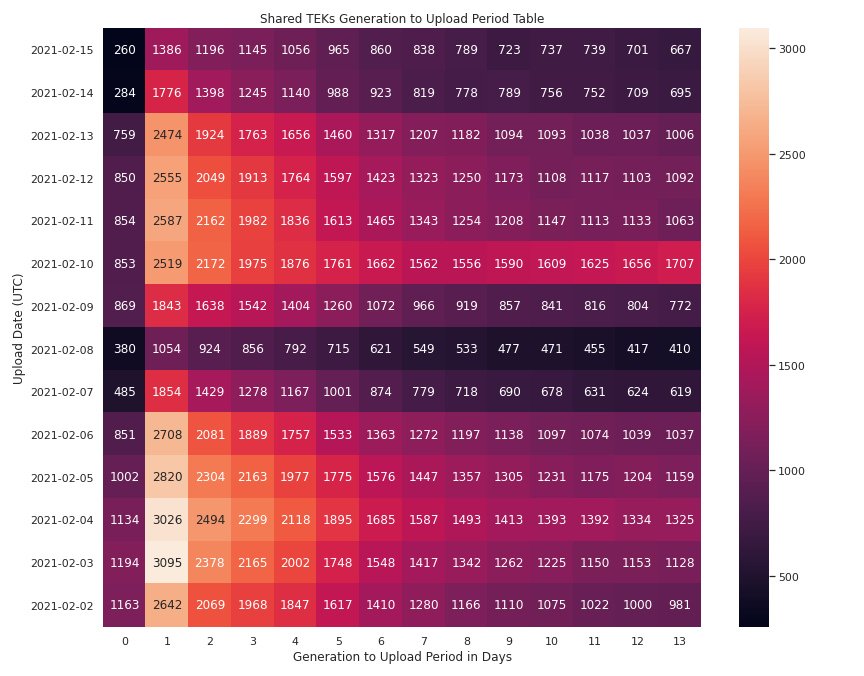 Shared TEKs Generation to Upload Period Table
Upload Date (UTC)
2021-02-15 260 1386 1196 1145 1056 965 860 838 789 723 737 739 701 667
2021-02-14 284 1776 1398 1245 1140 988 923 819 778 789 756 752 709 695
2021-02-13 759 2474 1924 1763 1656 1460 1317 1207 1182 1094 1093 1038 1037 1006
2021-02-12 850 2555 2049 1913 1764 1597 1423 1323 1250 1173 1108 1117 1103 1092
2021-02-11 854 2587 2162 1982 1836 1613 1465 1343 1254 1208 1147 1113 1133 1063
2021-02-10 853 2519 2172 1975 1876 1761 1662 1562 1556 1590 1609 1625 1656 1707
2021-02-09 869 1843 1638 1542 1404 1260 1072 966 919 857 841 816 804 772
2021-02-08 380 1054 924 856 792 715 621 549 533 477 471 455 417 410
2021-02-07 485 1854 1429 1278 1167 1001 874 779 718 690 678 631 624 619
2021-02-06 851 2708 2081 1889 1757 1533 1363 1272 1197 1138 1097 1074 1039 1037
2021-02-05 1002 2820 2304 2163 1977 1775 1576 1447 1357 1305 1231 1175 1204 1159
2021-02-04 1134 3026 2494 2299 2118 1895 1685 1587 1493 1413 1393 1392 1334 1325
2021-02-03 1194 3095 2378 2165 2002 1748 1548 1417 1342 1262 1225 1150 1153 1128
2021-02-02 1163 2642 2069 1968 1847 1617 1410 1280 1166 1110 1075 1022 1000 981
0 1 2 3 4 5 6 7 8 9 10 11 12 13
Generation to Upload Period in Days
3000
2500
2000
1500
1000
500